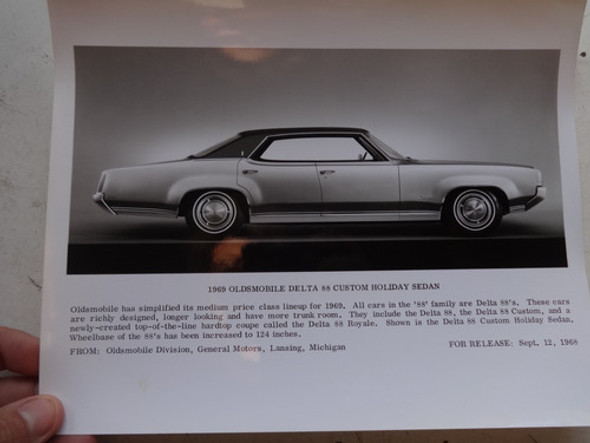 1969 OLDSMOBILE DELTA 88 CUSTOM HOLIDAY SEDAN
Oldsmobile has simplified its medium price class lineup for 1969. All cars in the '88' family are Delta 88's. These cars
are richly designed, longer looking and have more trunk room. They include the Delta 88, the Delta 88 Custom, and a
newly-created top-of-the-line hardtop coupe called the Delta 88 Royale. Shown is the Delta 88 Custom Holiday Sedan.
Wheelbase of the 88's has been increased to 124 inches.
FROM: Oldsmobile Division, General Motors, Lansing, Michigan FOR RELEASE: Sept. 12, 1968